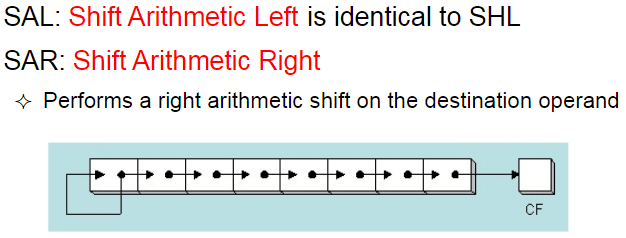 SAL: Shift Arithmetic Left is identical to SHL
SAR: Shift Arithmetic Right
✧ Performs a right arithmetic shift on the destination operand
CF